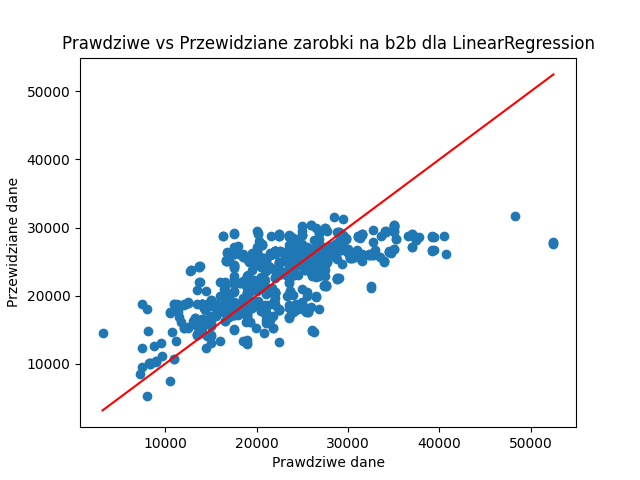 Prawdziwe vs Przewidziane zarobki na b2b dla LinearRegression
50000
40000
30000
20000
10000
Przewidziane dane
10000 20000 30000 40000 50000
Prawdziwe dane